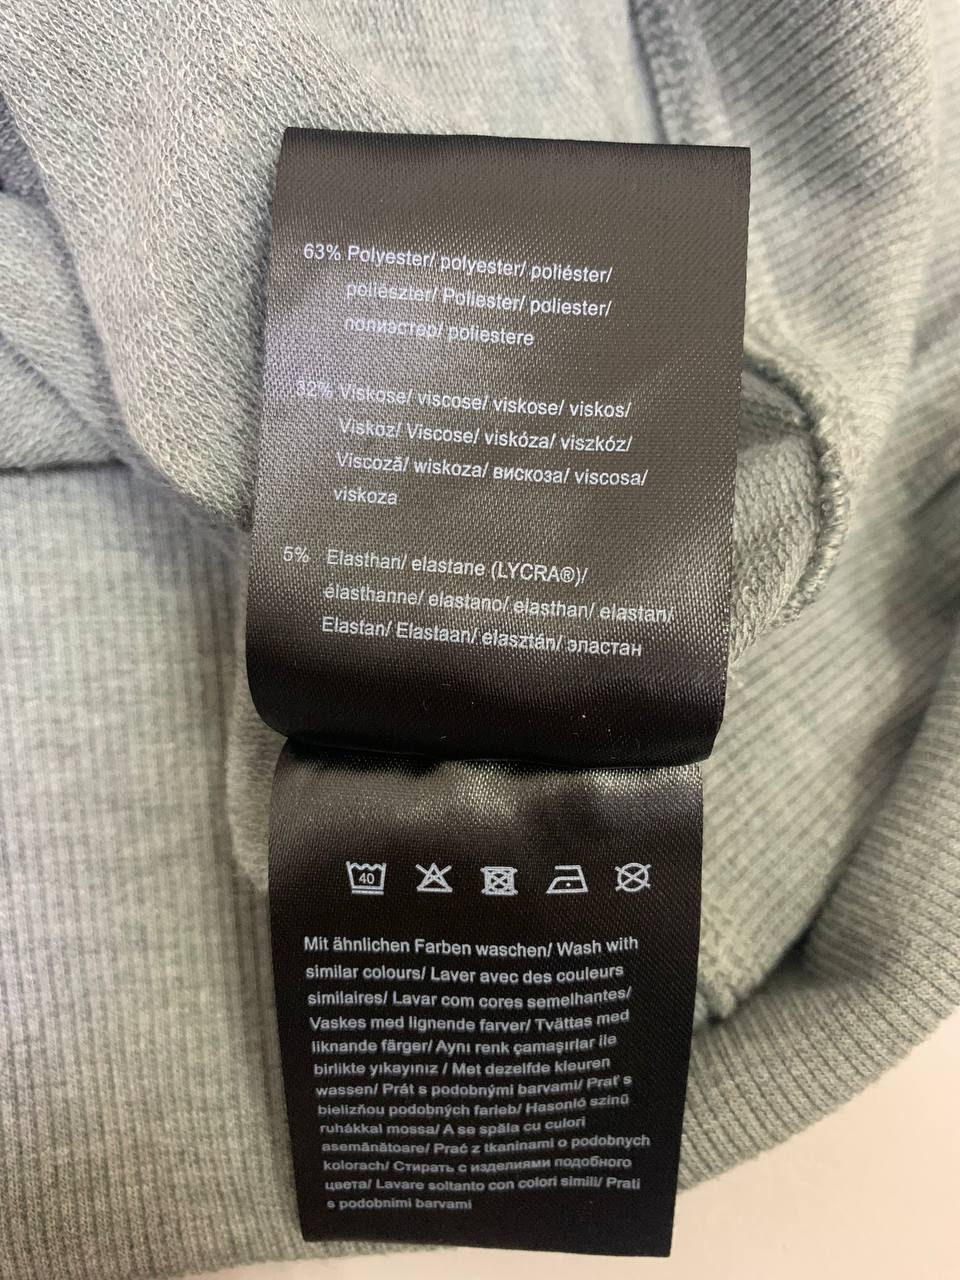 63% Polyester/ polyester/ poliéster/
poliészter/ Poliester/ poliester/
полиэстер/ poliestere
32% Viskose/ viscose/ viskose/ viskos/
Viskoz/ Viscose/ viskóza/ viszkóz/
Viscoză/ wiskoza/ вискоза/ viscosa/
viskoza
5% Elasthan/ elastane (LYCRA®)/
élasthanne/ elastano/ elasthan/ elastan/
Elastan/ Elastaan/ elasztán/ эластан
40
Mit ähnlichen Farben waschen/ Wash with
similar colours/ Laver avec des couleurs
similaires/ Lavar com cores semelhantes/
Vaskes med lignende farver/ Tvättas med
liknande färger/ Aynı renk çamaşırlar ile
birlikte yıkayınız / Met dezelfde kleuren
wassen/ Prát s podobnými barvami/ Prať s
bielizňou podobných farieb/ Hasonló színű
ruhákkal mossa/ A se spăla cu culori
asemănătoare/ Prać z tkaninami o podobnych
kolorach/ Стирать с изделиями подобного
цвета/ Lavare soltanto con colori simili/ Prati
s podobnimi barvami